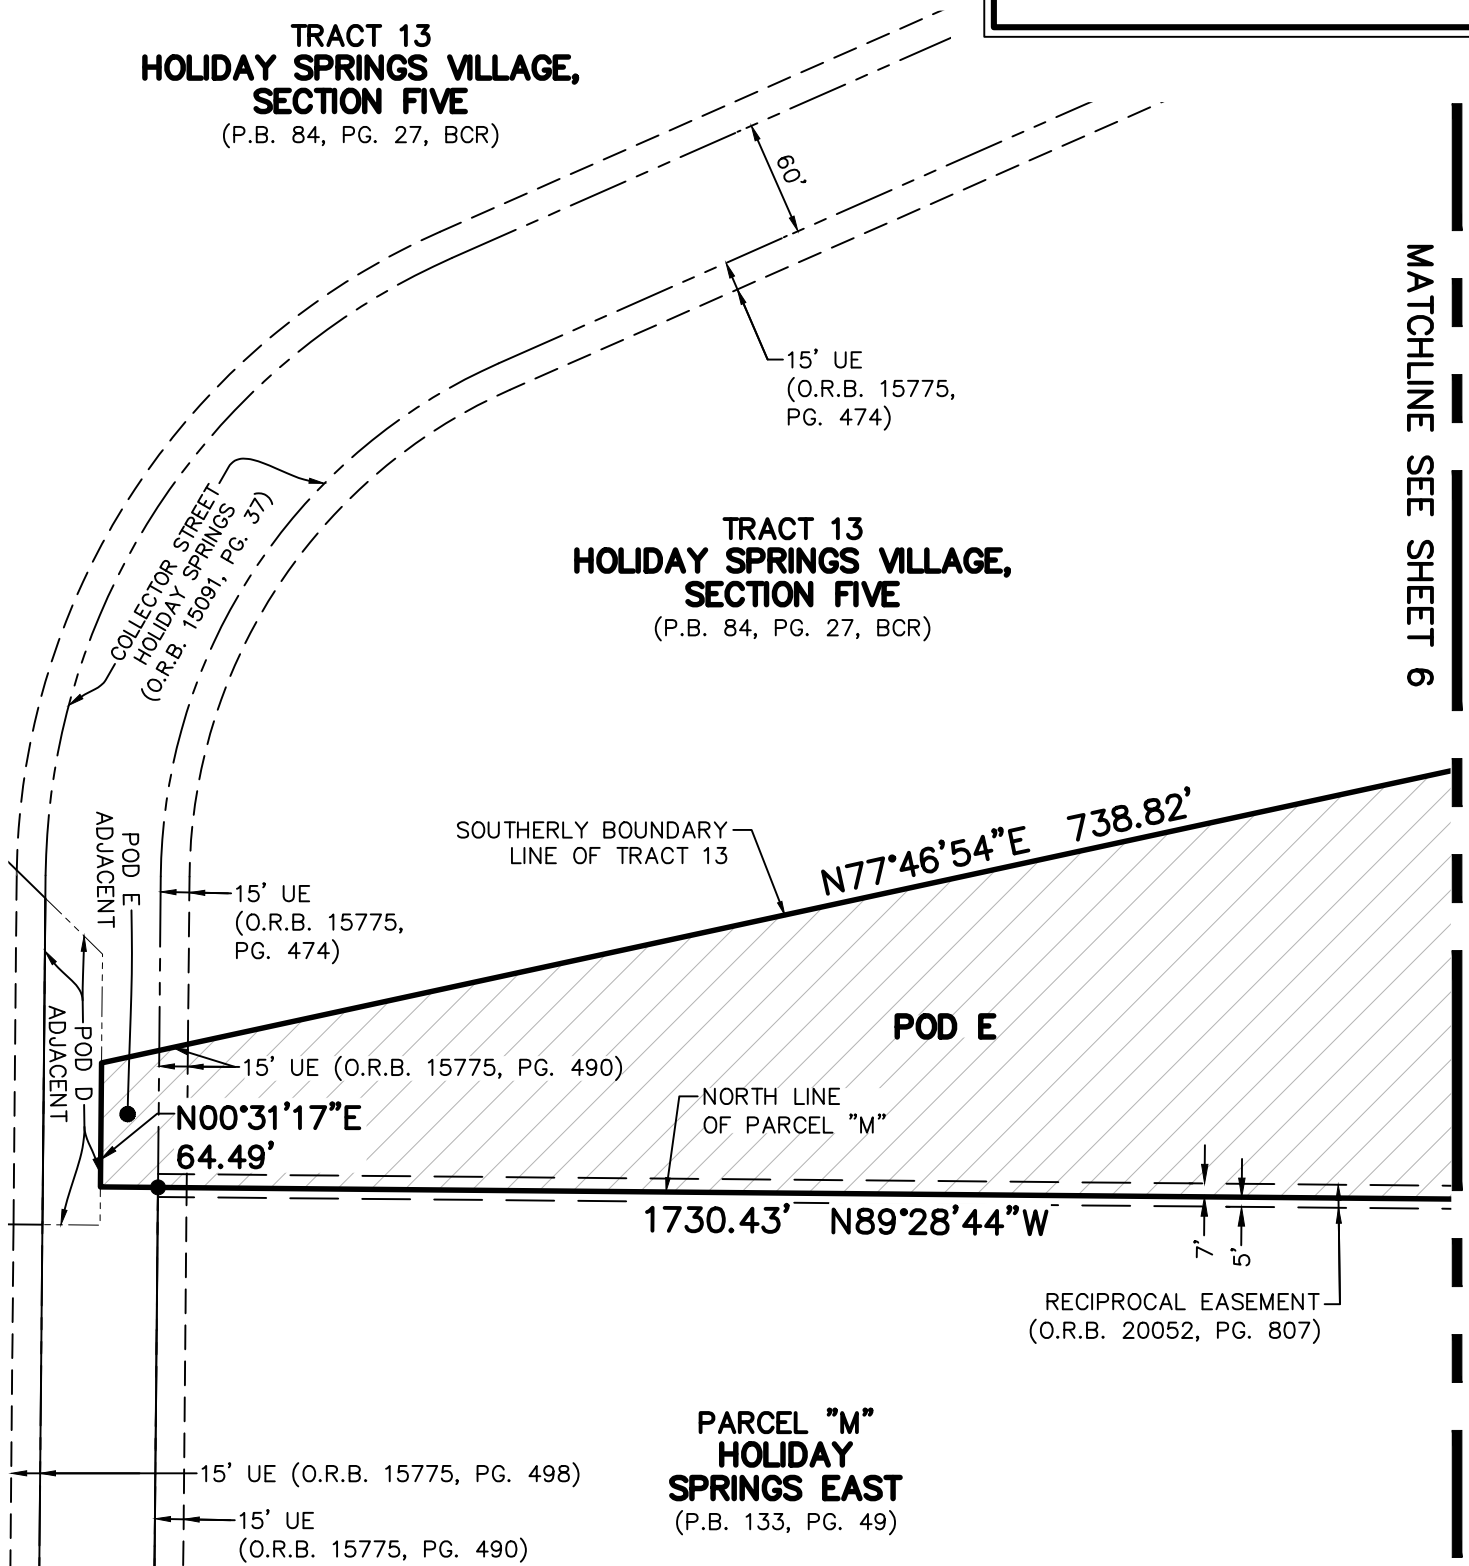 TRACT 13
HOLIDAY SPRINGS VILLAGE,
SECTION FIVE
(P.B. 84, PG. 27, BCR)
60'
MATCHLINE SEE SHEET 6
15' UE
(O.R.B. 15775,
PG. 474)
COLLECTOR STREET
HOLIDAY SPRINGS
(O.R.B. 15091, PG. 37)
TRACT 13
HOLIDAY SPRINGS VILLAGE,
SECTION FIVE
(P.B. 84, PG. 27, BCR)
SOUTHERLY BOUNDARY
LINE OF TRACT 13
N77°46'54"E 738.82'
POD E
ADJACENT
15' UE
(O.R.B. 15775,
PG. 474)
POD D
ADJACENT
POD E
15' UE (O.R.B. 15775, PG. 490)
N00°31'17"E
64.49'
NORTH LINE
OF PARCEL "M"
1730.43' N89°28'44"W
7'
5'
RECIPROCAL EASEMENT
(O.R.B. 20052, PG. 807)
PARCEL "M"
HOLIDAY
SPRINGS EAST
(P.B. 133, PG. 49)
15' UE (O.R.B. 15775, PG. 498)
15' UE
(O.R.B. 15775, PG. 490)